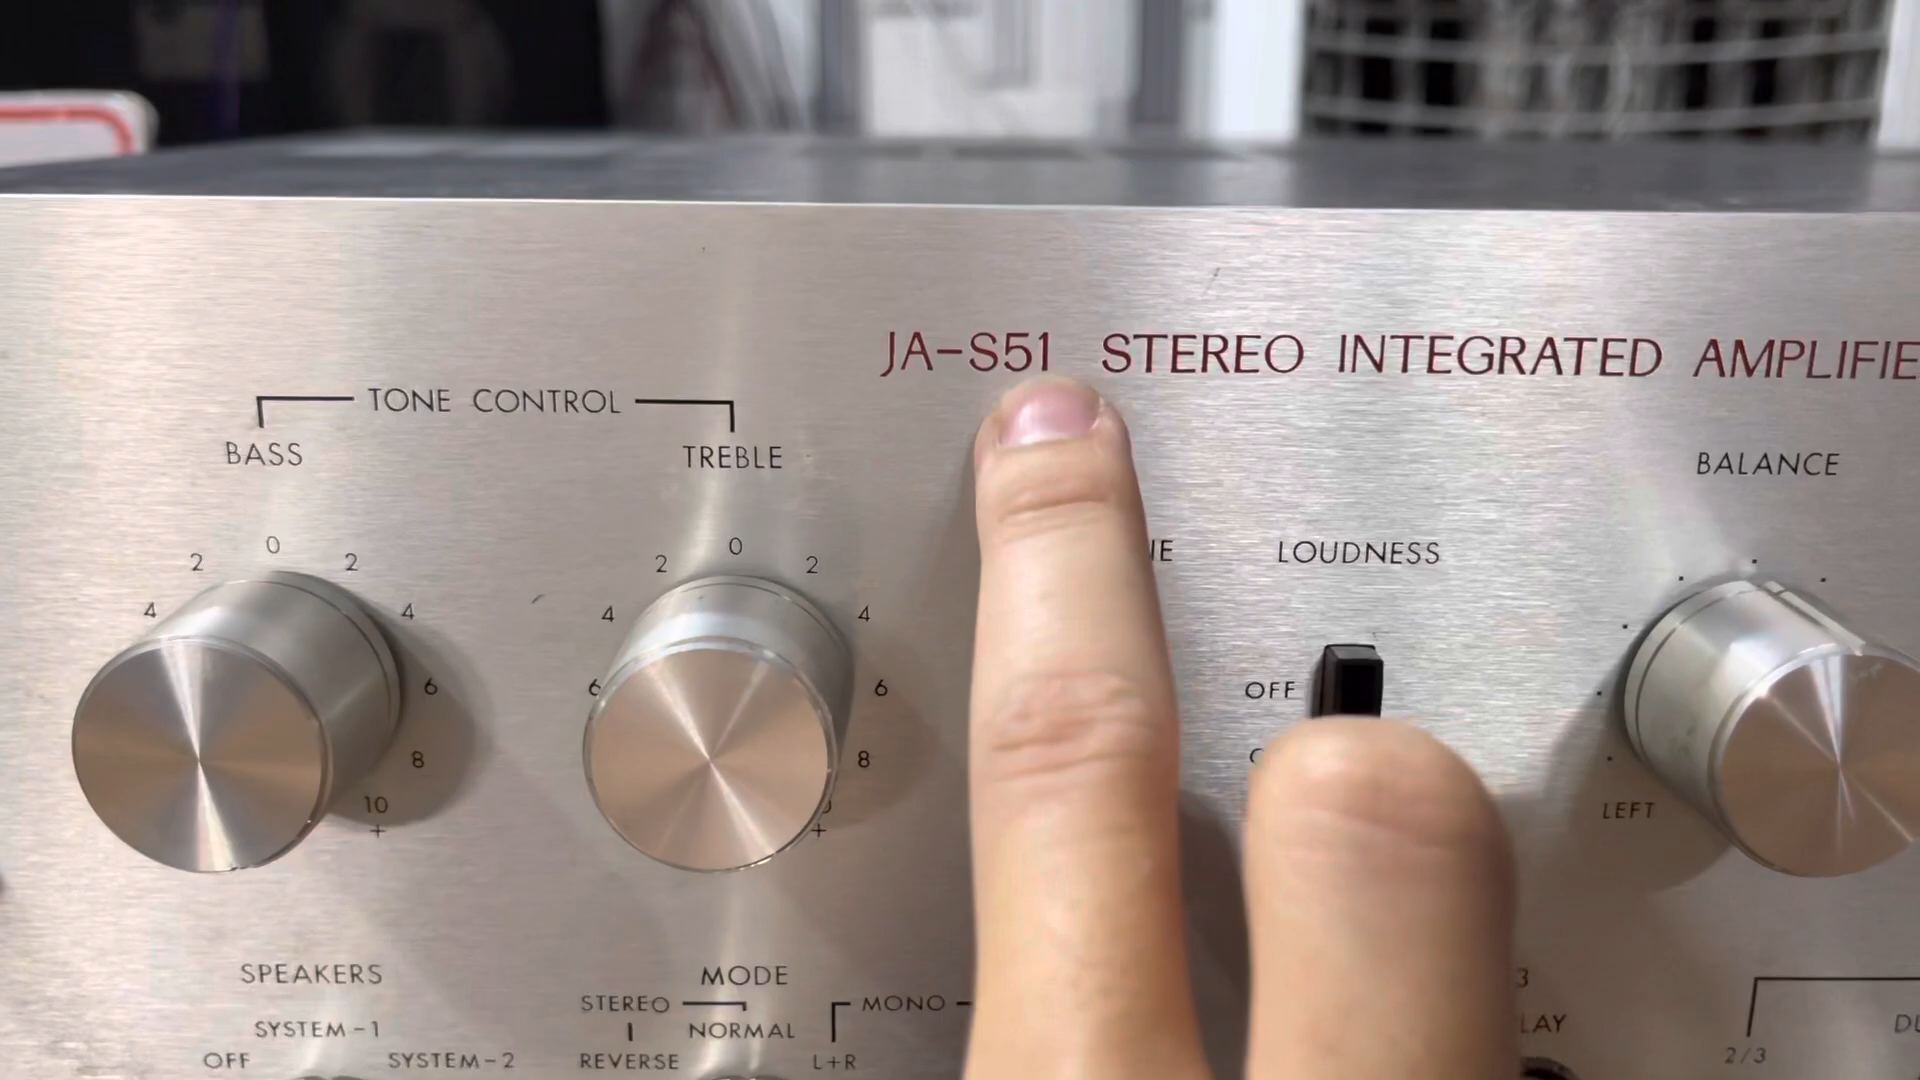 JA-S51 STEREO INTEGRATED AMPLIFIE
TONE CONTROL
BASS
TREBLE
BALANCE
LOUDNESS
2 0 2
4 4
6
8
10
+
2 0 2
4 4
6 6
8
+
OFF
LEFT
SPEAKERS
SYSTEM-1
OFF
SYSTEM-2
MODE
STEREO
NORMAL
REVERSE
MONO
L+R
3
2/3